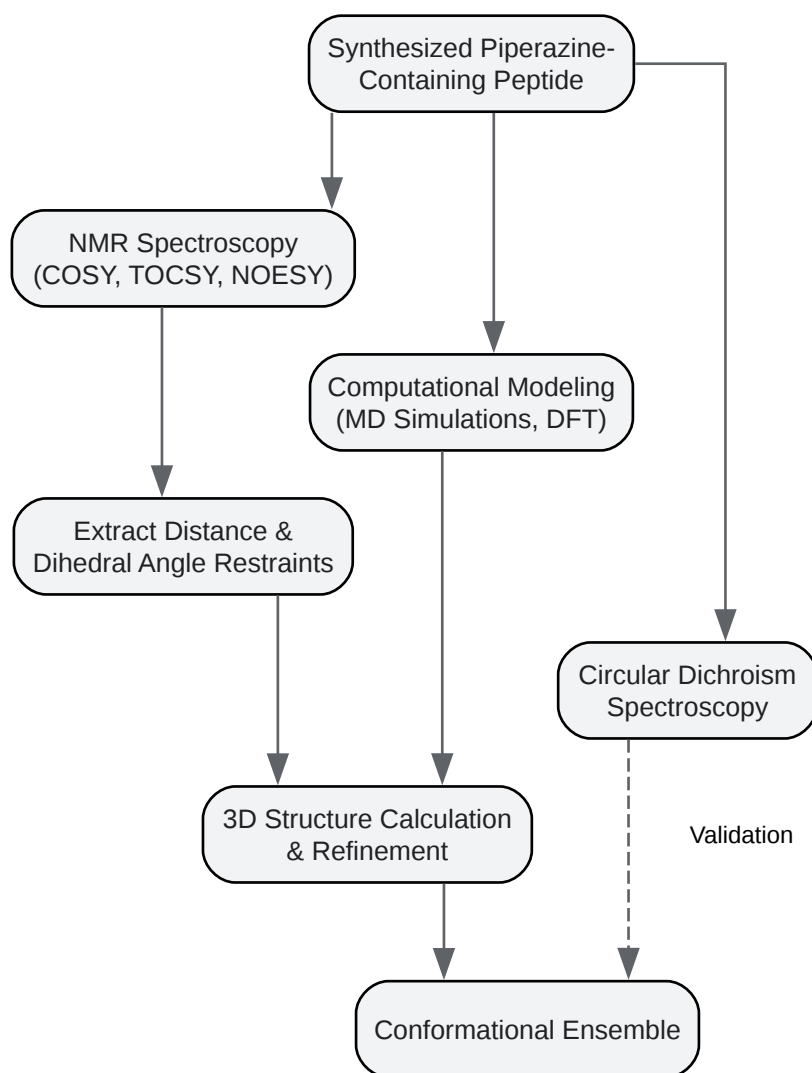 Synthesized Piperazine-
Containing Peptide
NMR Spectroscopy
(COSY, TOCSY, NOESY)
Computational Modeling
(MD Simulations, DFT)
Extract Distance &
Dihedral Angle Restraints
Circular Dichroism
Spectroscopy
3D Structure Calculation
& Refinement
Validation
Conformational Ensemble